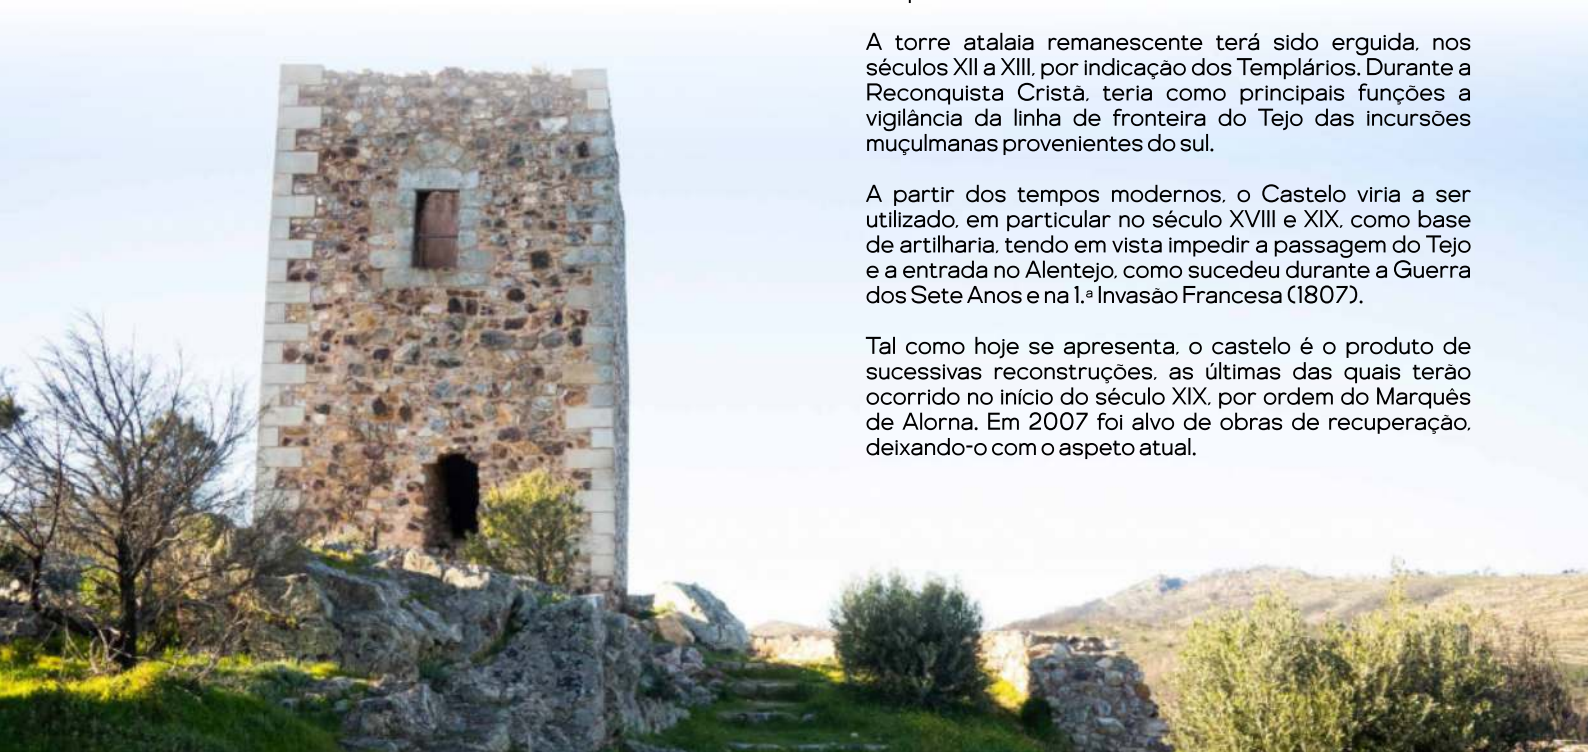 A torre atalaia remanescente terá sido erguida, nos
séculos XII a XIII, por indicação dos Templários. Durante a
Reconquista Cristã, teria como principais funções a
vigilância da linha de fronteira do Tejo das incursões
muçulmanas provenientes do sul.
A partir dos tempos modernos, o Castelo viria a ser
utilizado, em particular no século XVIII e XIX, como base
de artilharia, tendo em vista impedir a passagem do Tejo
e a entrada no Alentejo, como sucedeu durante a Guerra
dos Sete Anos e na 1.ª Invasão Francesa (1807).
Tal como hoje se apresenta, o castelo é o produto de
sucessivas reconstruções, as últimas das quais terão
ocorrido no início do século XIX, por ordem do Marquês
de Alorna. Em 2007 foi alvo de obras de recuperação,
deixando-o com o aspeto atual.